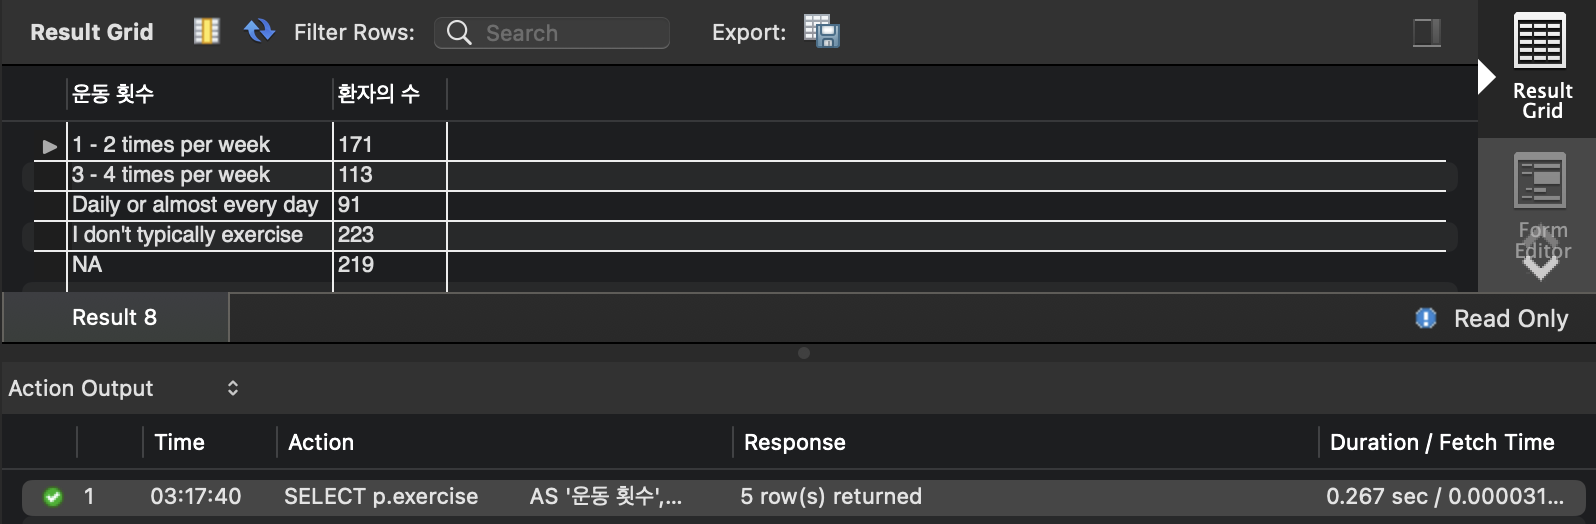 Result Grid Filter Rows: Search Export:
Result
Grid
운동 횟수 환자의 수
1 - 2 times per week 171
3 - 4 times per week 113
Daily or almost every day 91
I don't typically exercise 223
NA 219
Form
Editor
Result 8 Read Only
Action Output
Time Action Response Duration / Fetch Time
1 03:17:40 SELECT p.exercise AS '운동 횟수',... 5 row(s) returned 0.267 sec / 0.000031...